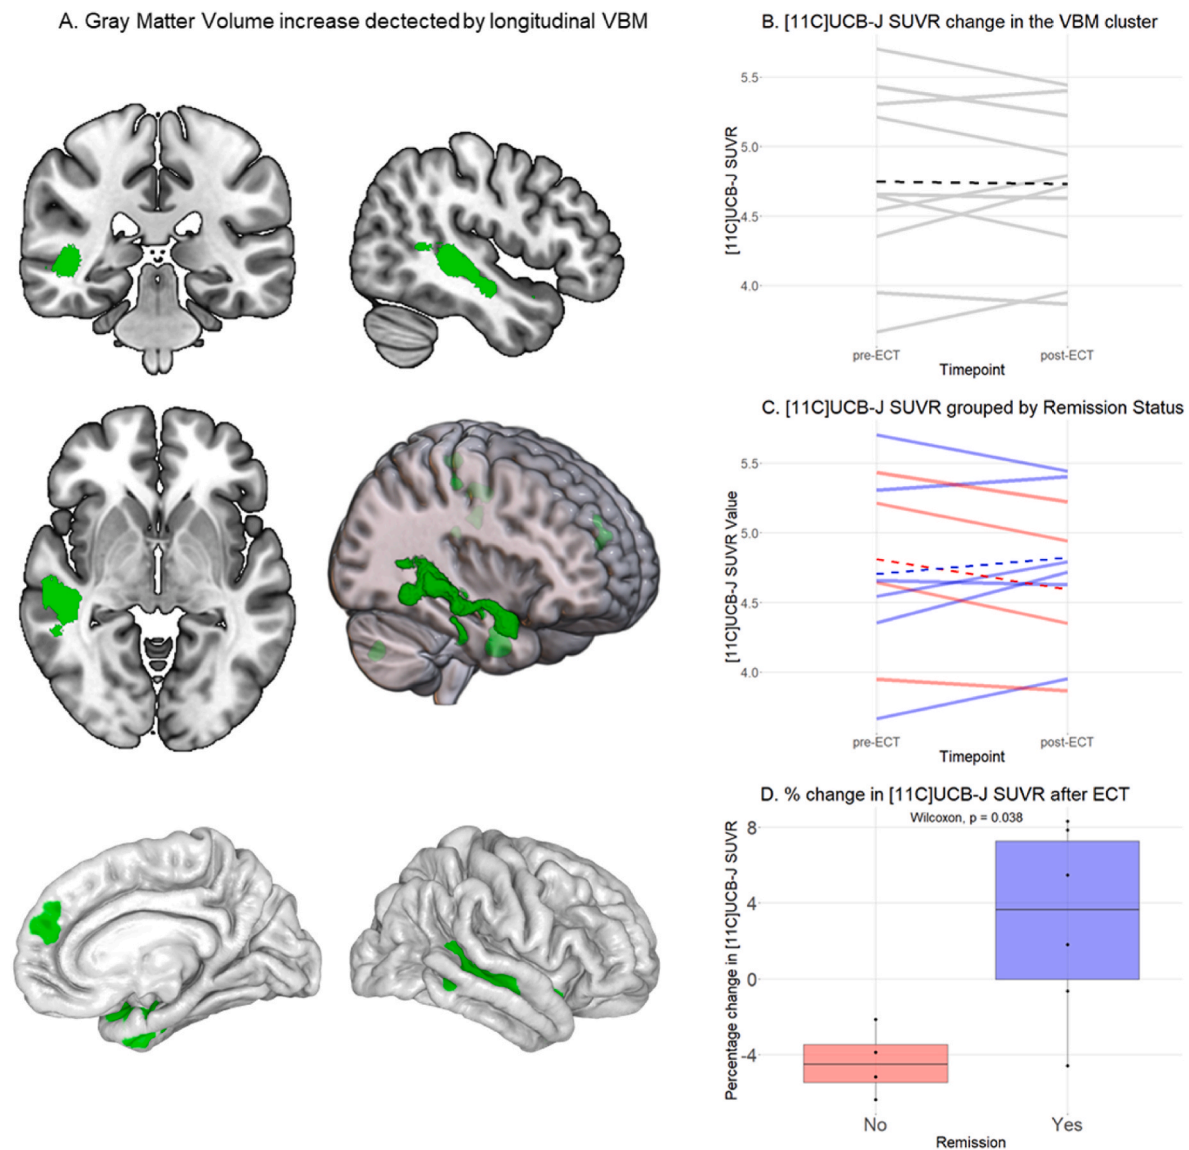 A. Gray Matter Volume increase dectected by longitudinal VBM
B. [11C]UCB-J SUVR change in the VBM cluster
[11C]UCB-J SUVR
5.5
5.0
4.5
4.0
pre-ECT
post-ECT
Timepoint
C. [11C]UCB-J SUVR grouped by Remission Status
[11C]UCB-J SUVR Value
5.5
5.0
4.5
4.0
pre-ECT
post-ECT
Timepoint
D. % change in [11C]UCB-J SUVR after ECT
Wilcoxon, p = 0.038
Percentage change in [11C]UCB-J SUVR
8
4
0
-4
No
Yes
Remission